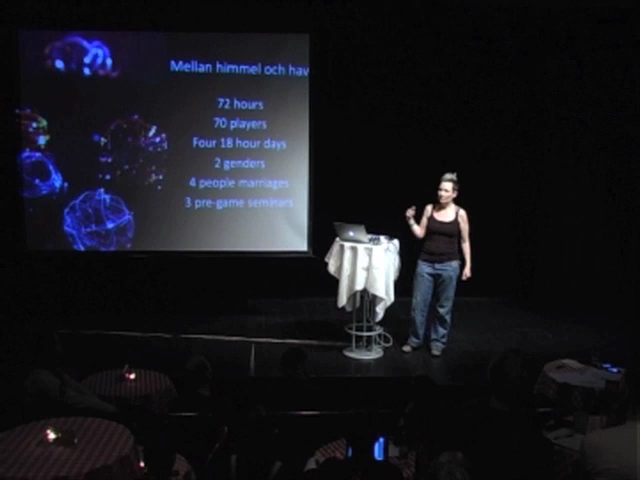 Mellan himmel och hav
72 hours
70 players
Four 18 hour days
2 genders
4 people marriages
3 pre-game seminars